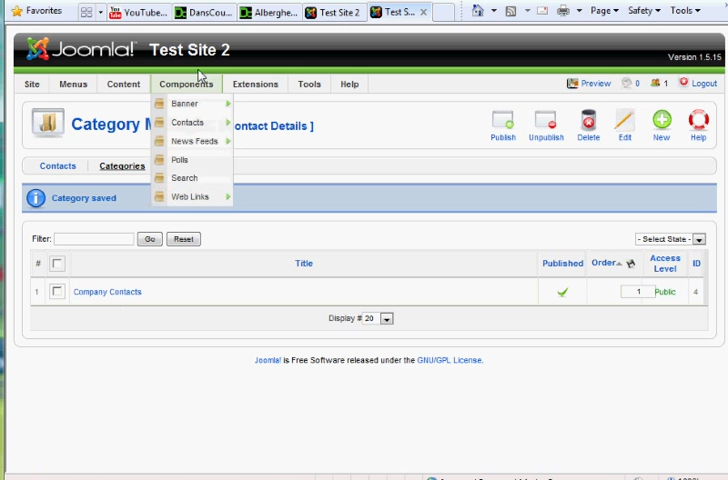 Favorites YouTube... DansCou... Alberghe... Test Site 2 Test S... Page Safety Tools
Joomla! Test Site 2
Version 1.5.15
Site Menus Content Components Extensions Tools Help Preview 0 1 Logout
Banner
Contacts
News Feeds
Polls
Search
Web Links
Category M ontact Details ]
Publish Unpublish Delete Edit New Help
Contacts Categories
Category saved
Filter: Go Reset - Select State -
# Title Published Order Access Level ID
1 Company Contacts 1 Public 4
Display # 20
Joomla! is Free Software released under the GNU/GPL License.